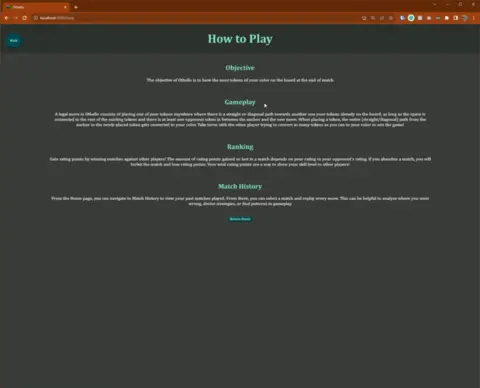 Othello
localhost:
Back
How to Play
Objective
The objective of Othello is to have the most tokens of your color on the board at the end of match.
Gameplay
A legal move in Othello consists of placing one of your tokens anywhere where there is a straight or diagonal path towards another one your tokens already on the board, as long as the space is
connected to the rest of the existing tokens and there is at least one opponent token in between the anchor and the new move. When placing a token, the entire (straight/diagonal) path from the
anchor to the newly placed token gets converted to your color. Take turns with the other player trying to convert as many tokens as you can to your color to win the game!
Ranking
Gain rating points by winning matches against other players! The amount of rating points gained or lost in a match depends on your rating vs your opponent's rating. If you abandon a match, you will
forfeit the match and lose rating points. Your total rating points are a way to show your skill level to other players!
Match History
From the Home page, you can navigate to Match History to view your past matches played. From there, you can select a match and replay every move. This can be helpful to analyze where you went
wrong, devise strategies, or find patterns in gameplay.
Return Home